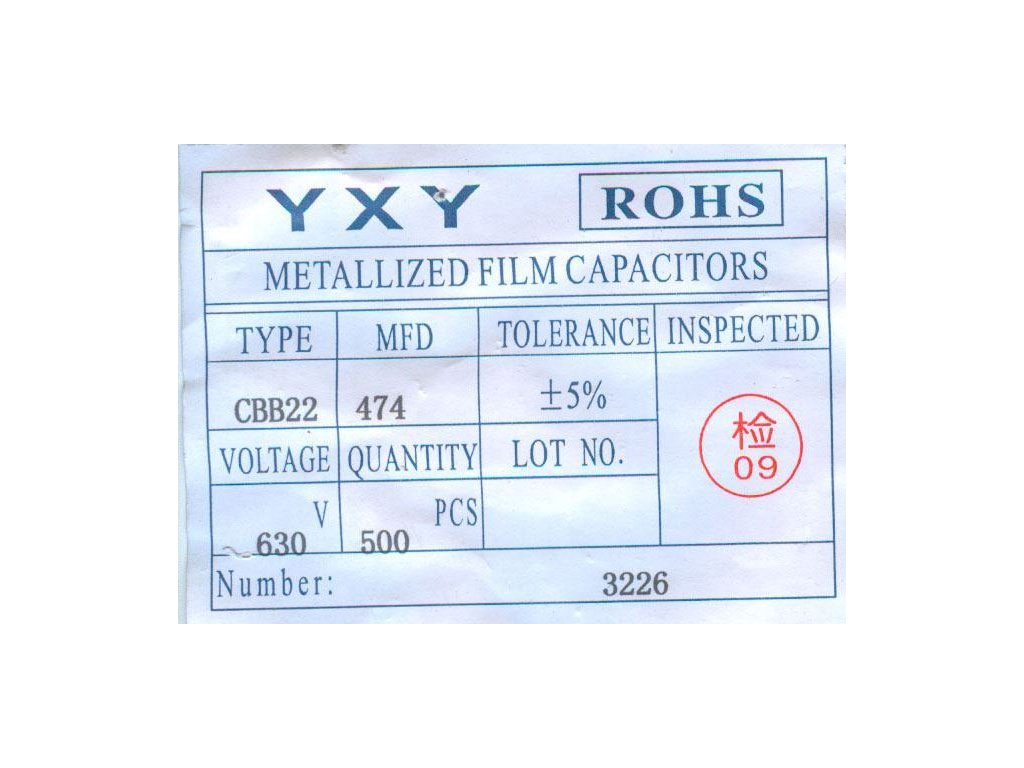 YXY ROHS
METALLIZED FILM CAPACITORS
TYPE MFD TOLERANCE INSPECTED
CBB22 474 ±5%
检
09
VOLTAGE QUANTITY LOT NO.
V PCS
630 500
Number: 3226